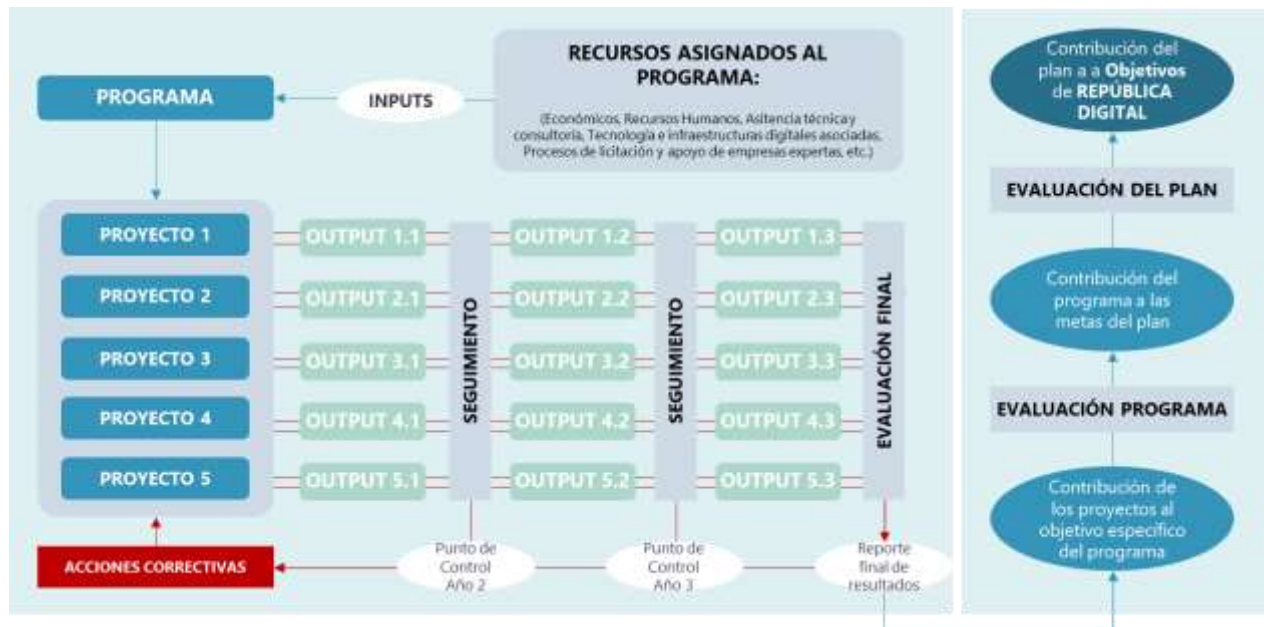 RECURSOS ASIGNADOS AL
PROGRAMA:
(Económicos, Recursos Humanos, Asitencia técnica y
consultoría, Tecnología e infraestructuras digitales asociadas,
Procesos de licitación y apoyo de empresas expertas, etc.)
INPUTS
PROGRAMA
PROYECTO 1
OUTPUT 1.1
OUTPUT 1.2
OUTPUT 1.3
PROYECTO 2
OUTPUT 2.1
OUTPUT 2.2
OUTPUT 2.3
PROYECTO 3
OUTPUT 3.1
OUTPUT 3.2
OUTPUT 3.3
PROYECTO 4
OUTPUT 4.1
OUTPUT 4.2
OUTPUT 4.3
PROYECTO 5
OUTPUT 5.1
OUTPUT 5.2
OUTPUT 5.3
SEGUIMIENTO
SEGUIMIENTO
EVALUACIÓN FINAL
ACCIONES CORRECTIVAS
Punto de
Control
Año 2
Punto de
Control
Año 3
Reporte
final de
resultados
Contribución del
plan a a Objetivos
de REPÚBLICA
DIGITAL
EVALUACIÓN DEL PLAN
Contribución del
programa a las
metas del plan
EVALUACIÓN PROGRAMA
Contribución de
los proyectos al
objetivo específico
del programa